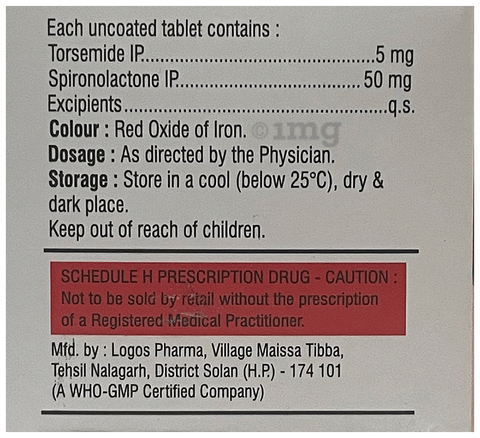 Each uncoated tablet contains :
Torsemide IP..........................................5 mg
Spironolactone IP................................. 50 mg
Excipients................................................q.s.
Colour : Red Oxide of Iron. ©1mg
Dosage : As directed by the Physician.
Storage : Store in a cool (below 25°C), dry &
dark place.
Keep out of reach of children.
SCHEDULE H PRESCRIPTION DRUG - CAUTION :
Not to be sold by retail without the prescription
of a Registered Medical Practitioner.
Mfd. by : Logos Pharma, Village Maissa Tibba,
Tehsil Nalagarh, District Solan (H.P.) - 174 101
(A WHO-GMP Certified Company)